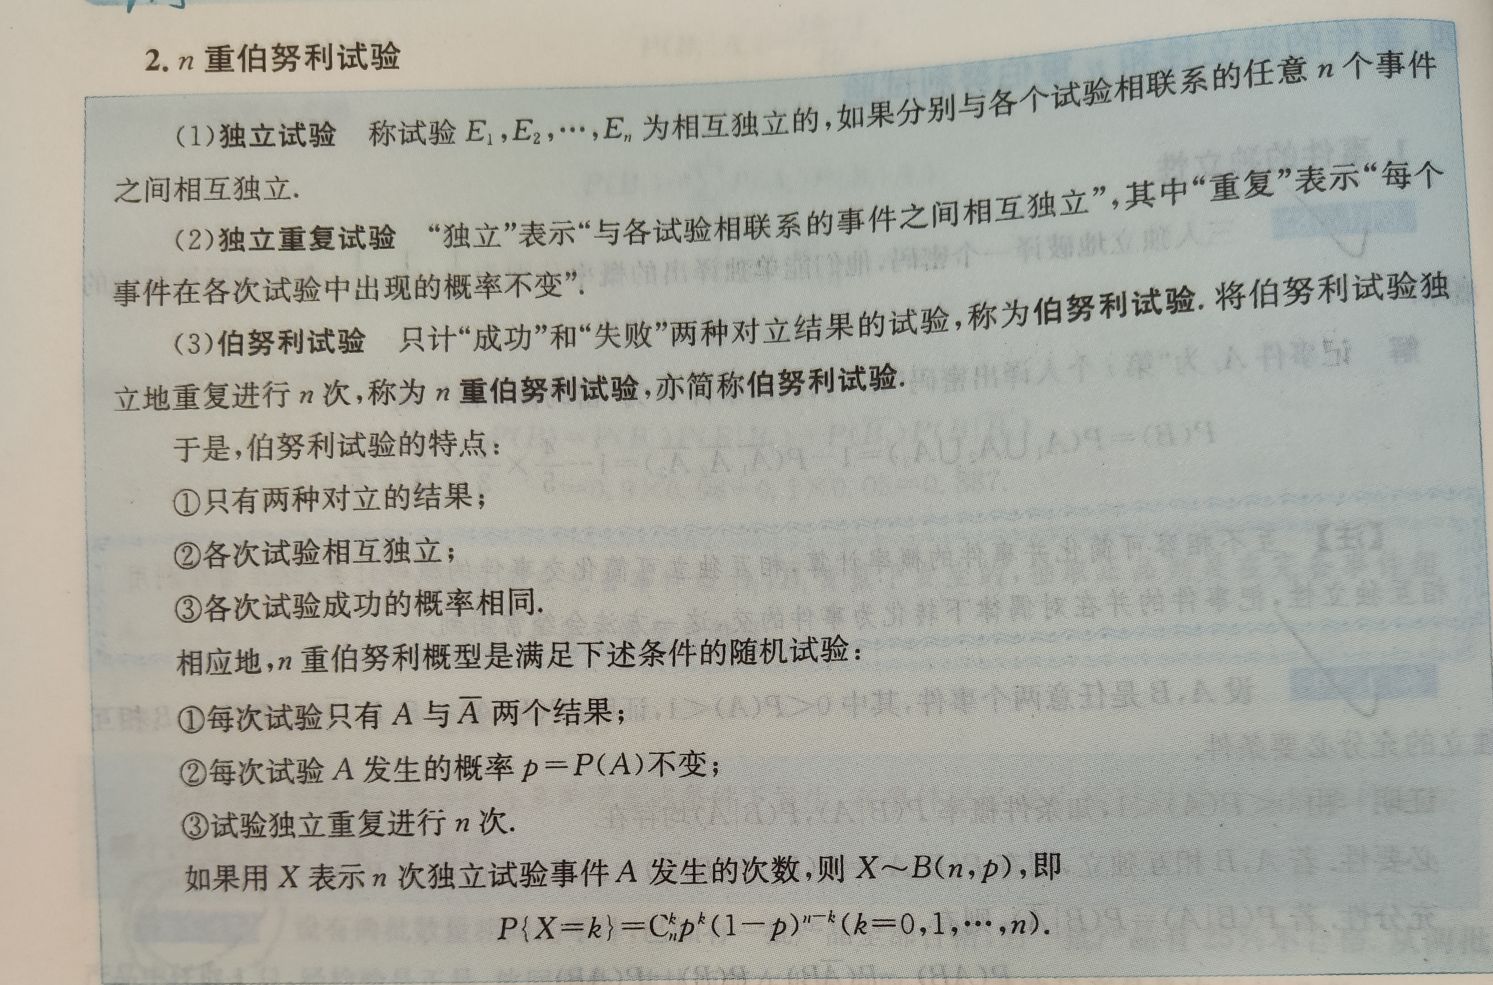 2. n 重伯努利试验
(1)独立试验 称试验 E₁,E₂,⋯,Eₙ 为相互独立的,如果分别与各个试验相联系的任意 n 个事件
之间相互独立.
(2)独立重复试验 “独立”表示“与各试验相联系的事件之间相互独立”,其中“重复”表示“每个
事件在各次试验中出现的概率不变”.
(3)伯努利试验 只计“成功”和“失败”两种对立结果的试验,称为伯努利试验. 将伯努利试验独
立地重复进行 n 次,称为 n 重伯努利试验,亦简称伯努利试验.
于是,伯努利试验的特点:
①只有两种对立的结果;
②各次试验相互独立;
③各次试验成功的概率相同.
相应地,n 重伯努利概型是满足下述条件的随机试验:
①每次试验只有 A 与 A̅ 两个结果;
②每次试验 A 发生的概率 p=P(A)不变;
③试验独立重复进行 n 次.
如果用 X 表示 n 次独立试验事件 A 发生的次数,则 X~B(n,p),即
P{X=k}=Cₙᵏpᵏ(1-p)ⁿ⁻ᵏ(k=0,1,⋯,n).